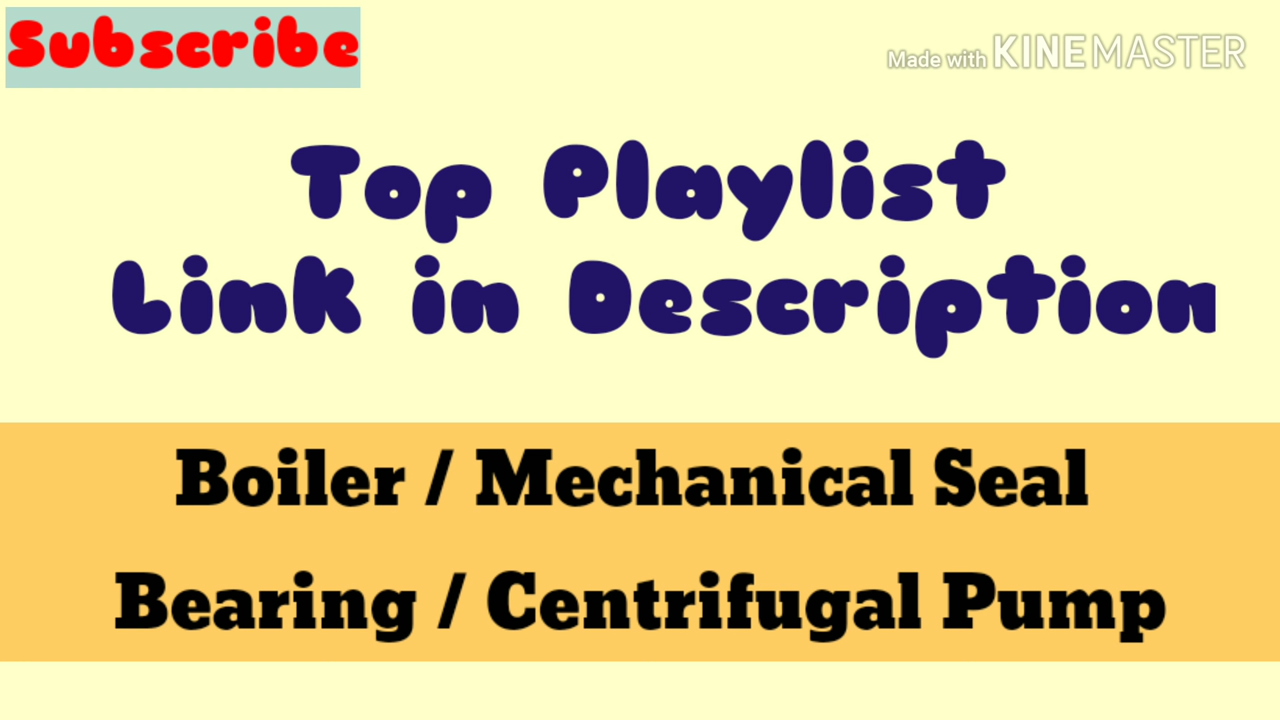 Subscribe
Made with KINEMASTER
Top Playlist
Link in Description
Boiler / Mechanical Seal
Bearing / Centrifugal Pump